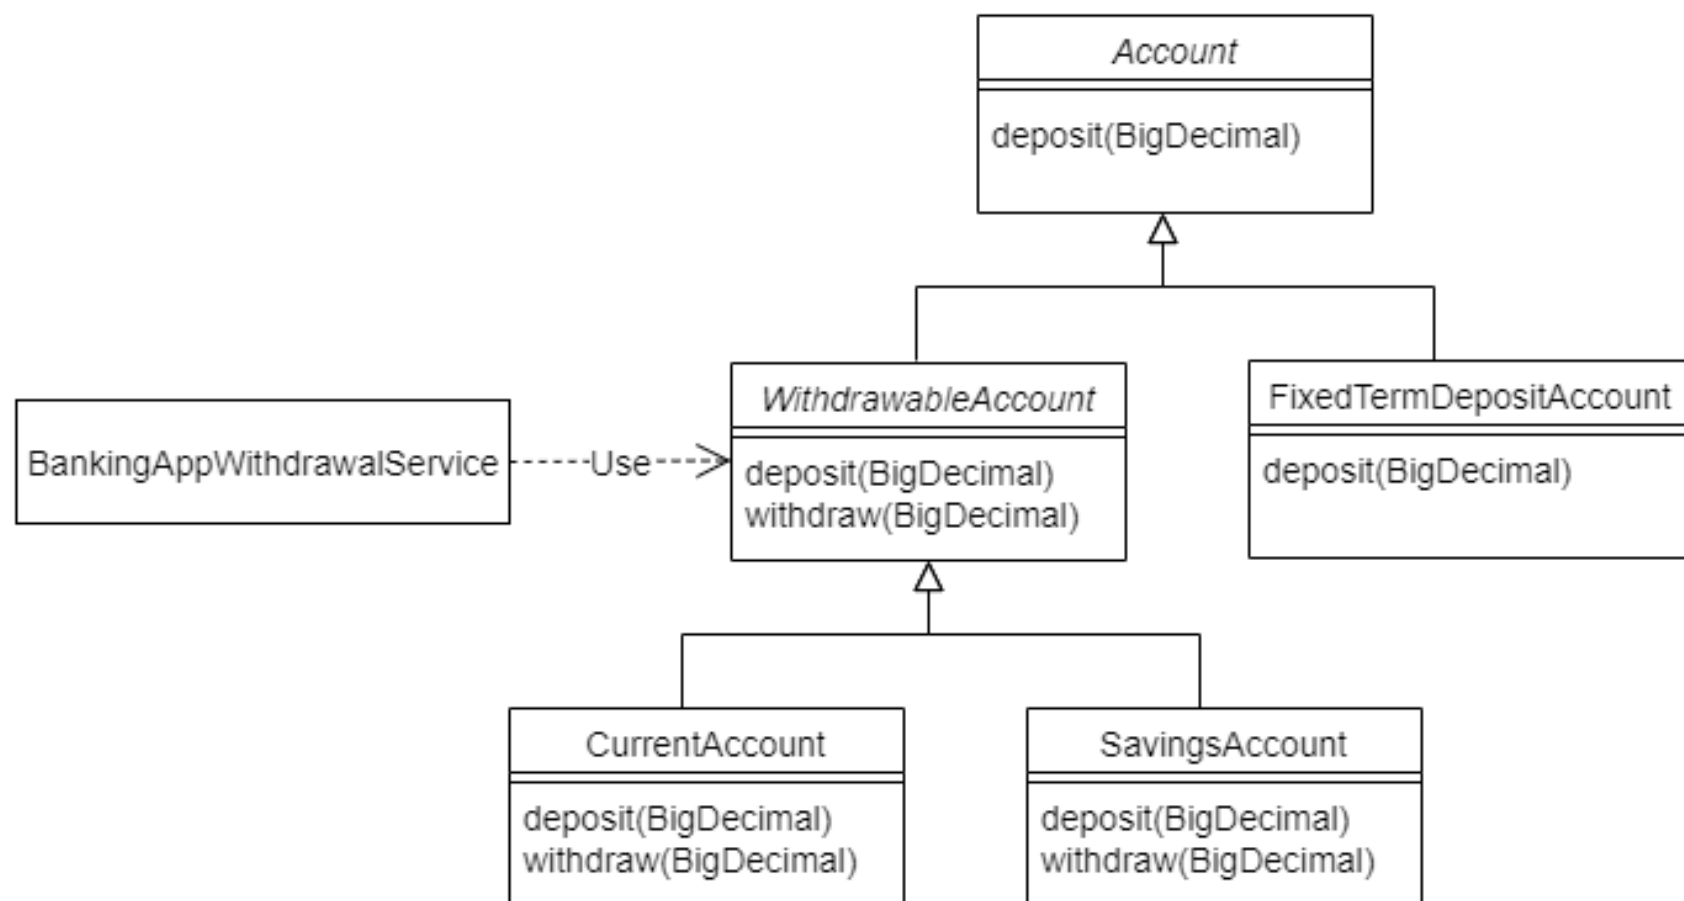 Account
deposit(BigDecimal)
WithdrawableAccount
deposit(BigDecimal)
withdraw(BigDecimal)
FixedTermDepositAccount
deposit(BigDecimal)
BankingAppWithdrawalService
Use
CurrentAccount
deposit(BigDecimal)
withdraw(BigDecimal)
SavingsAccount
deposit(BigDecimal)
withdraw(BigDecimal)